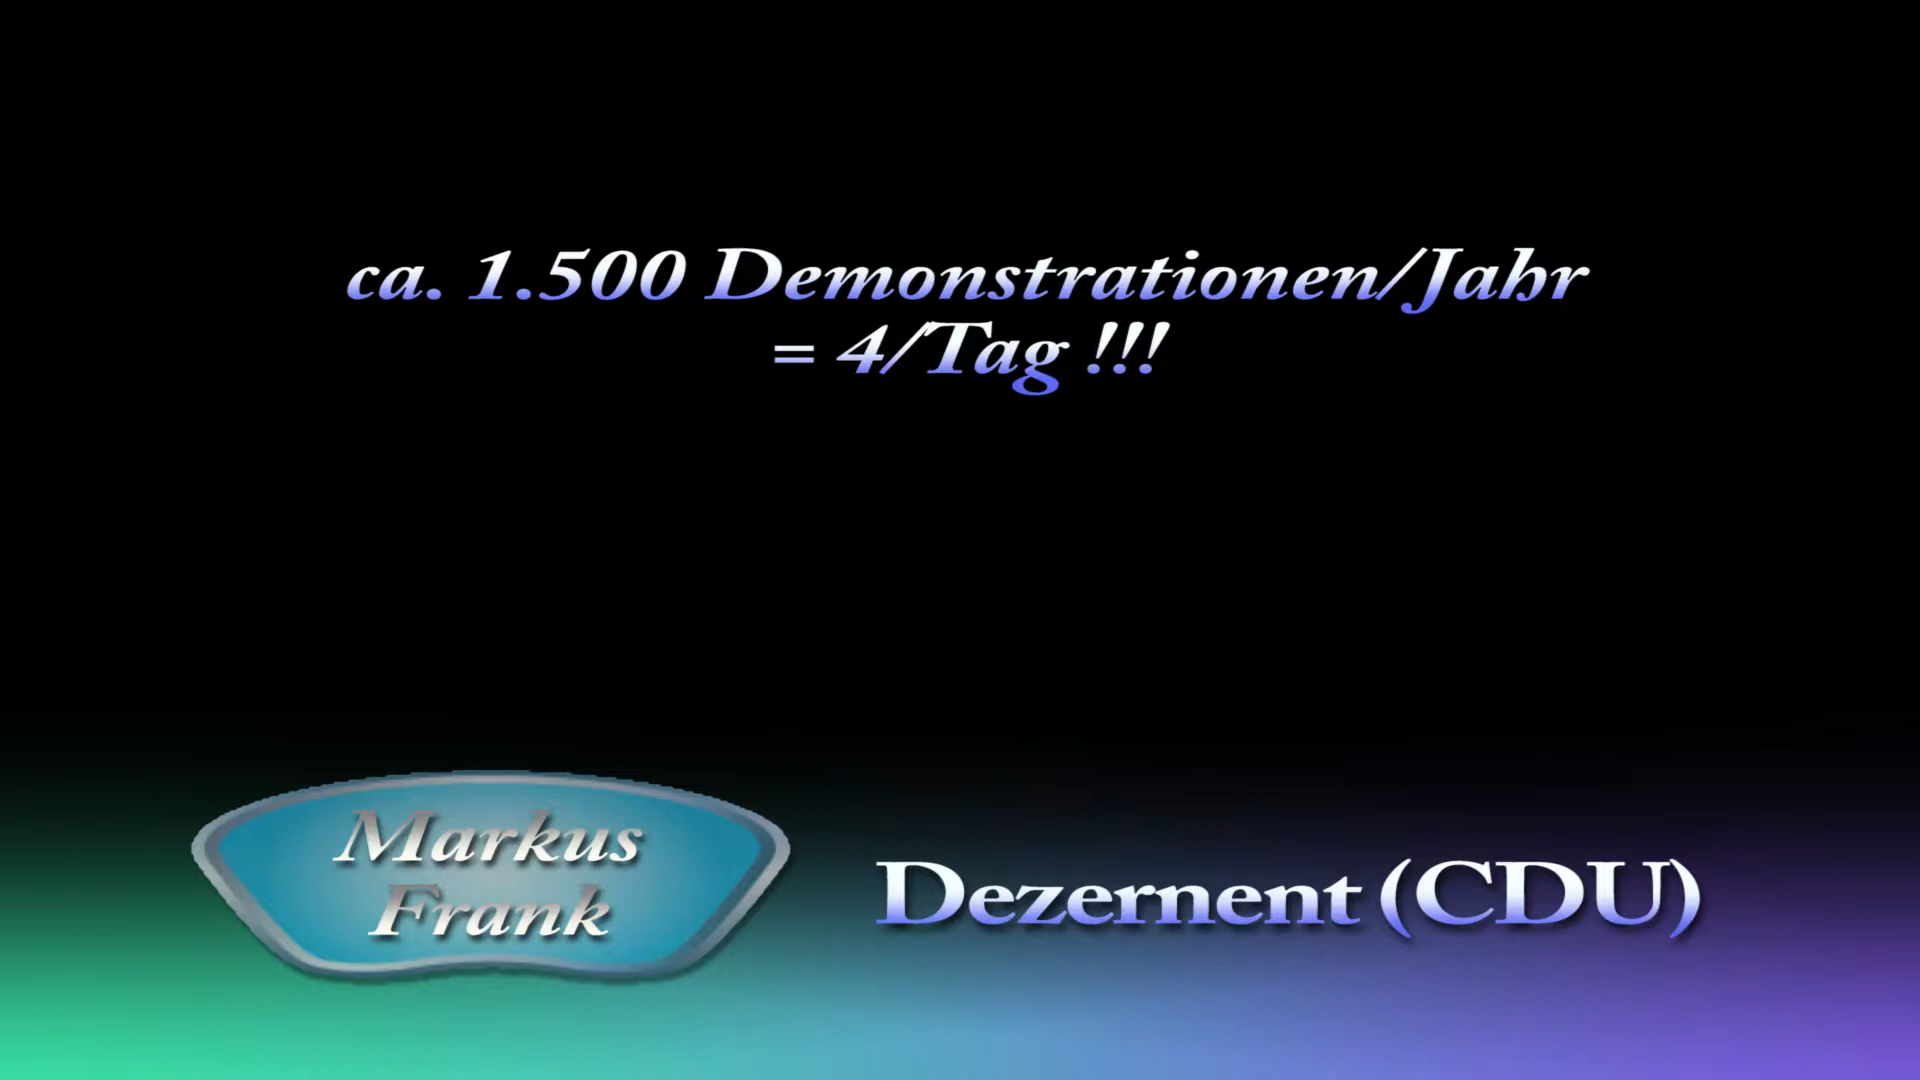 ca. 1.500 Demonstrationen/Jahr
= 4/Tag !!!
Markus
Frank
Dezernent (CDU)